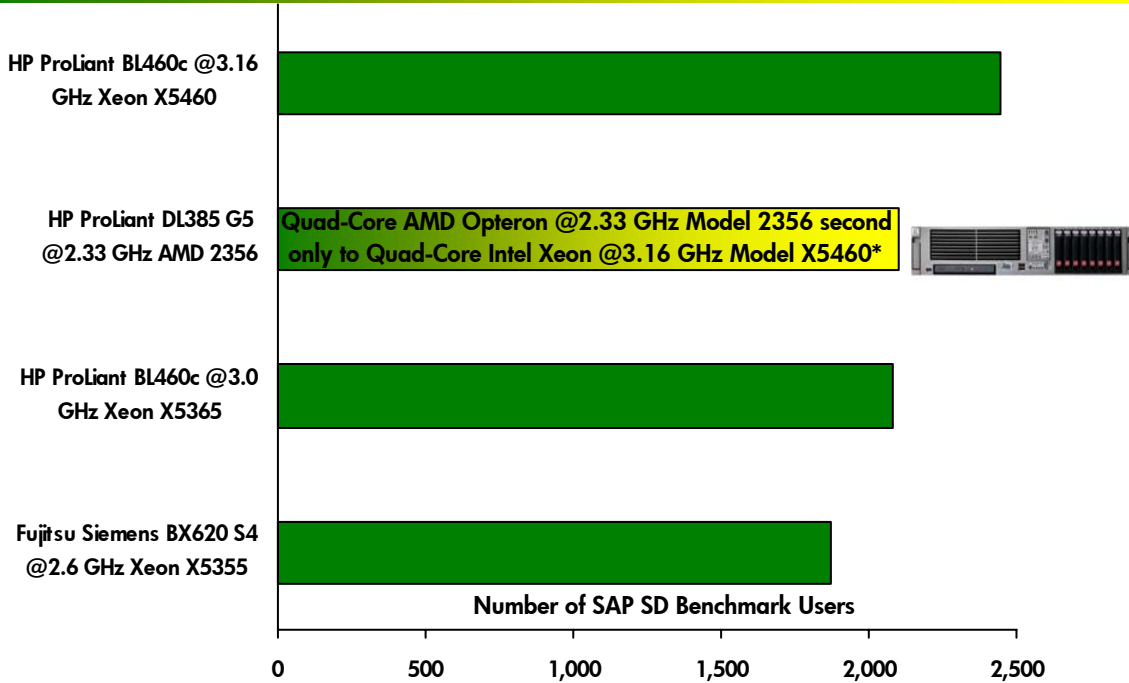 HP ProLiant BL460c @3.16
GHz Xeon X5460
HP ProLiant DL385 G5
@2.33 GHz AMD 2356
Quad-Core AMD Opteron @2.33 GHz Model 2356 second
only to Quad-Core Intel Xeon @3.16 GHz Model X5460*
HP ProLiant BL460c @3.0
GHz Xeon X5365
Fujitsu Siemens BX620 S4
@2.6 GHz Xeon X5355
Number of SAP SD Benchmark Users
0 500 1,000 1,500 2,000 2,500